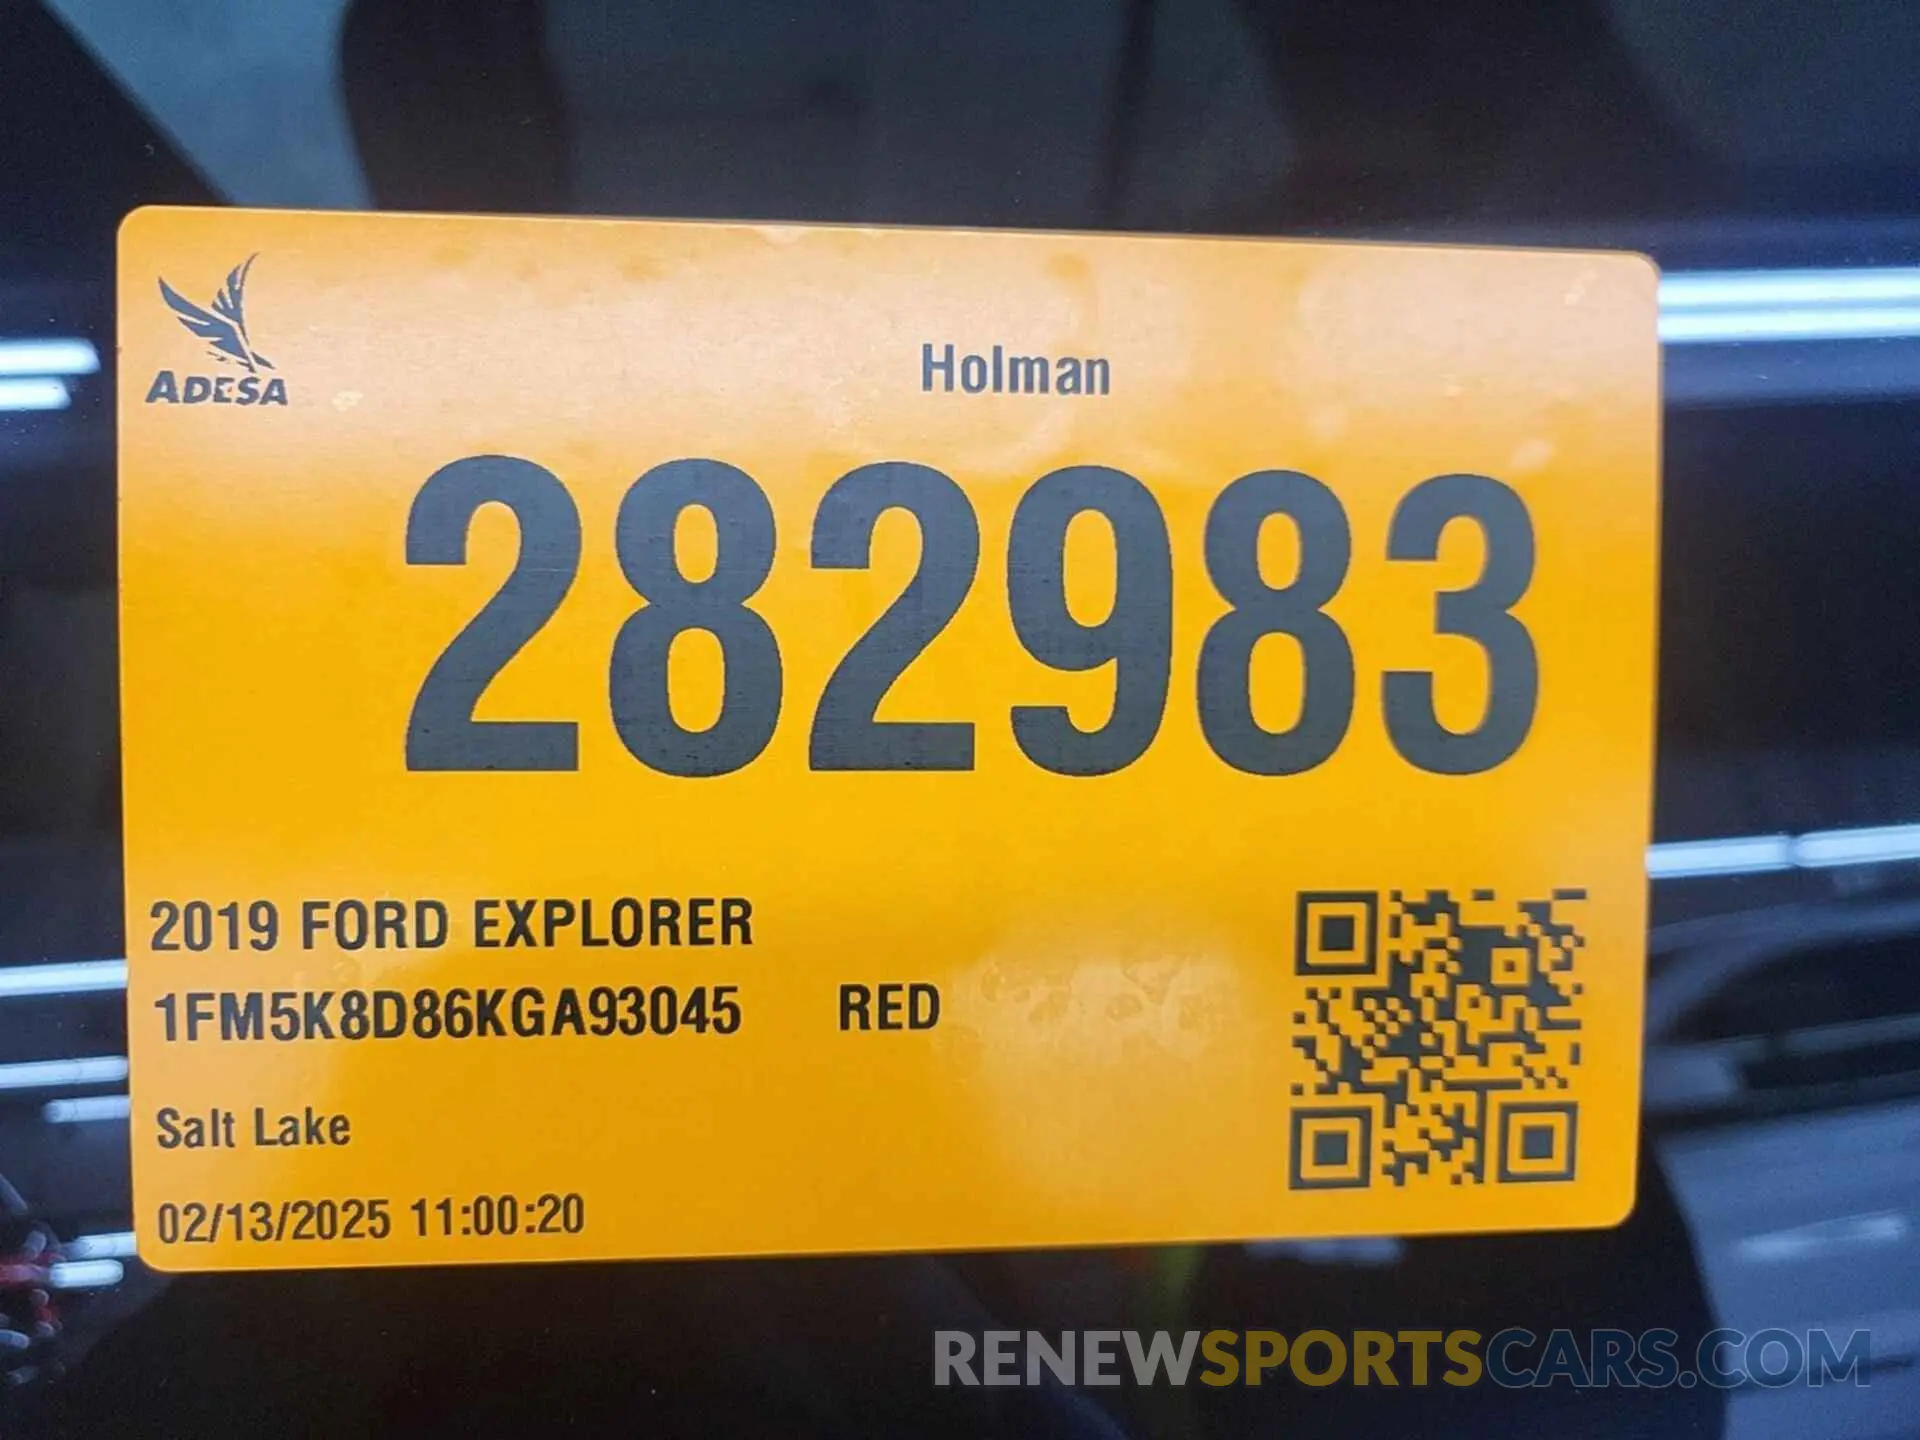 ADESA
Holman
282983
2019 FORD EXPLORER
1FM5K8D86KGA93045 RED
Salt Lake
02/13/2025 11:00:20
RENEWSPORTSCARS.COM